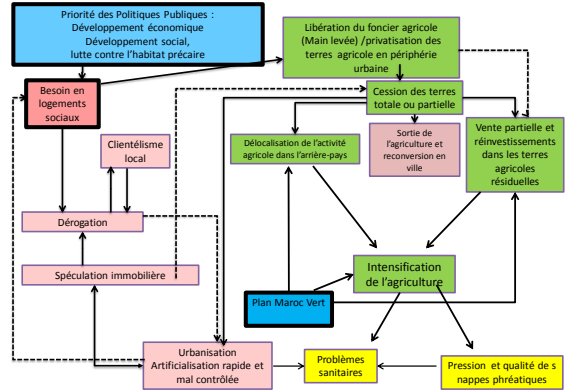 Priorité des Politiques Publiques :
Développement économique
Développement social,
lutte contre l'habitat précaire
Libération du foncier agricole
(Main levée) /privatisation des
terres agricole en périphérie
urbaine
Besoin en
logements
sociaux
Cession des terres
totale ou partielle
Clientélisme
local
Délocalisation de l'activité
agricole dans l'arrière-pays
Sortie de
l'agriculture et
reconversion en
ville
Vente partielle et
réinvestissements
dans les terres
agricoles
résiduelles
Dérogation
Spéculation immobilière
Intensification
de l'agriculture
Plan Maroc Vert
Urbanisation
Artificialisation rapide et
mal contrôlée
Problèmes
sanitaires
Pression et qualité de s
nappes phréatiques